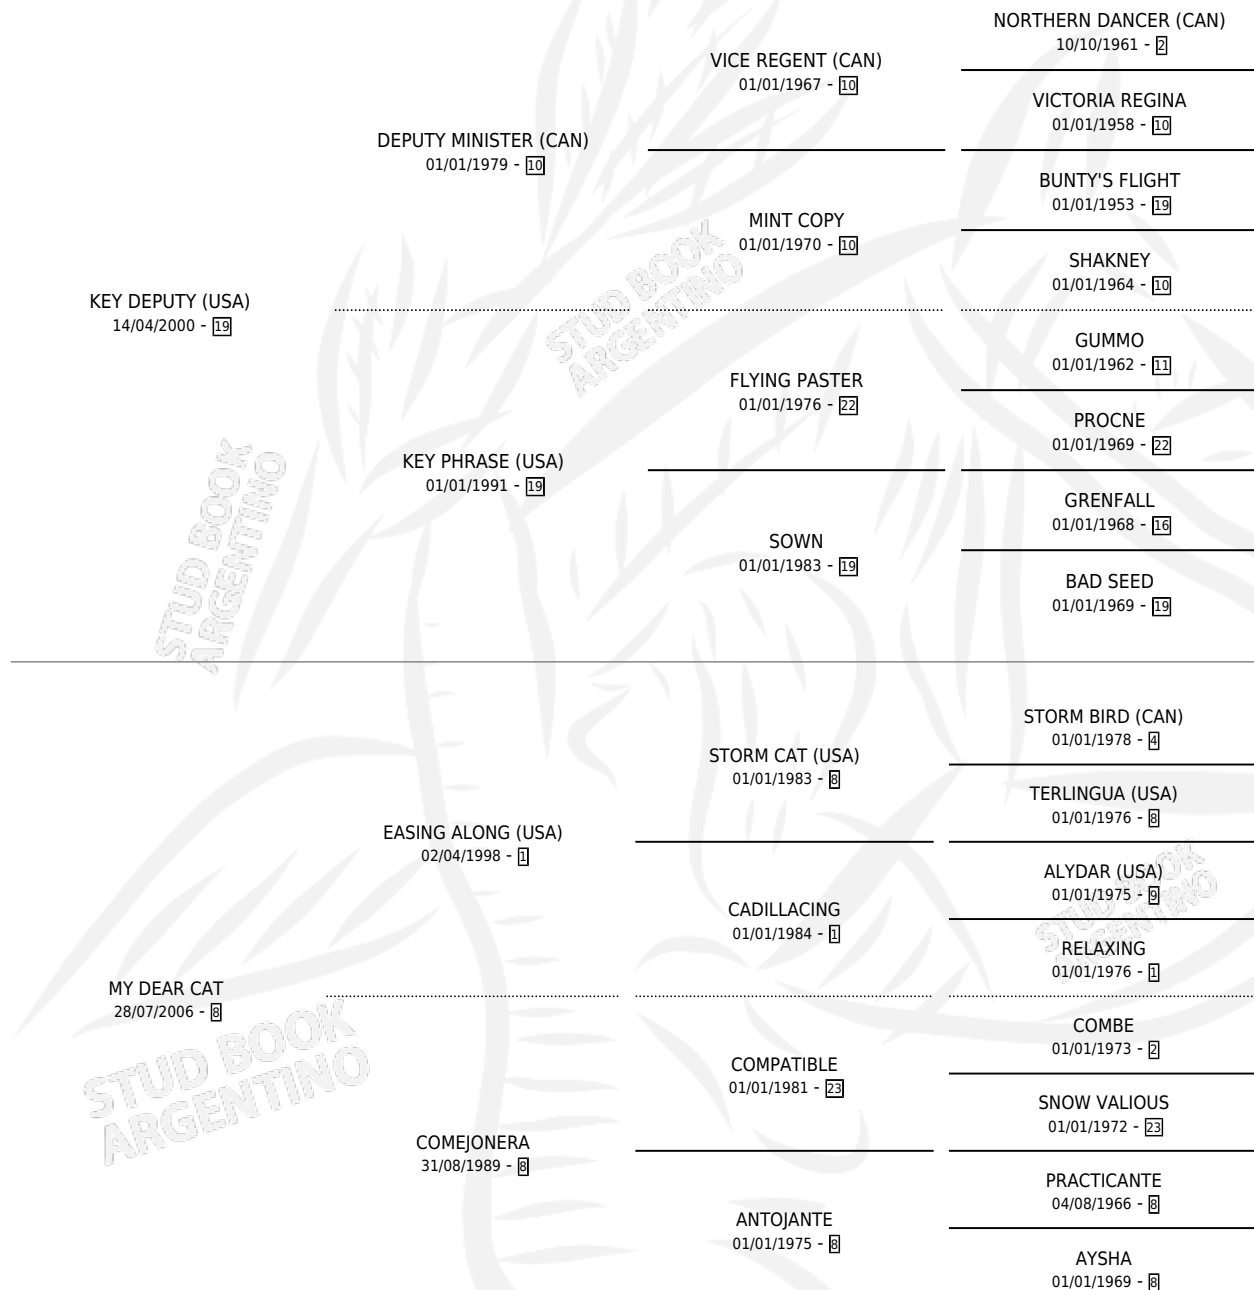 NORTHERN DANCER (CAN)
10/10/1961 - 2
VICE REGENT (CAN)
01/01/1967 - 10
VICTORIA REGINA
01/01/1958 - 10
DEPUTY MINISTER (CAN)
01/01/1979 - 10
BUNTY'S FLIGHT
01/01/1953 - 19
MINT COPY
01/01/1970 - 10
SHAKNEY
01/01/1964 - 10
KEY DEPUTY (USA)
14/04/2000 - 19
GUMMO
01/01/1962 - 11
FLYING PASTER
01/01/1976 - 22
PROCNE
01/01/1969 - 22
KEY PHRASE (USA)
01/01/1991 - 19
GRENFALL
01/01/1968 - 16
SOWN
01/01/1983 - 19
BAD SEED
01/01/1969 - 19
STORM BIRD (CAN)
01/01/1978 - 4
STORM CAT (USA)
01/01/1983 - 8
TERLINGUA (USA)
01/01/1976 - 8
EASING ALONG (USA)
02/04/1998 - 1
ALYDAR (USA)
01/01/1975 - 9
CADILLACING
01/01/1984 - 1
RELAXING
01/01/1976 - 1
MY DEAR CAT
28/07/2006 - 8
COMBE
01/01/1973 - 2
COMPATIBLE
01/01/1981 - 23
SNOW VALIOUS
01/01/1972 - 23
COMEJONERA
31/08/1989 - 8
PRACTICANTE
04/08/1966 - 8
ANTOJANTE
01/01/1975 - 8
AYSHA
01/01/1969 - 8
STUD BOOK
ARGENTINO
STUD BOOK
ARGENTINO
STUD BOOK
ARGENTINO
STUD BOOK
ARGENTINO